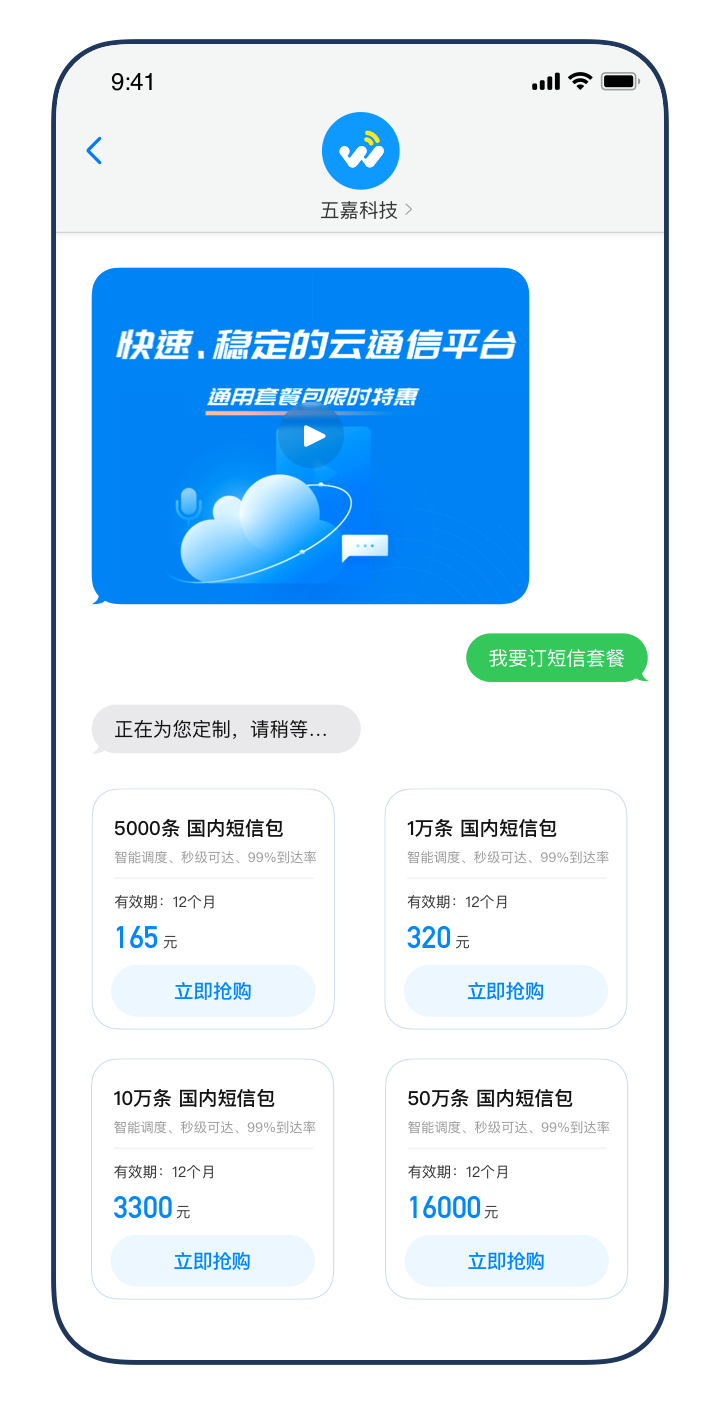 9:41
五嘉科技
快速、稳定的云通信平台
通用套餐包限时特惠
我要订短信套餐
正在为您定制，请稍等...
5000条 国内短信包
智能调度、秒级可达、99%到达率
有效期：12个月
165 元
立即抢购
1万条 国内短信包
智能调度、秒级可达、99%到达率
有效期：12个月
320 元
立即抢购
10万条 国内短信包
智能调度、秒级可达、99%到达率
有效期：12个月
3300 元
立即抢购
50万条 国内短信包
智能调度、秒级可达、99%到达率
有效期：12个月
16000 元
立即抢购